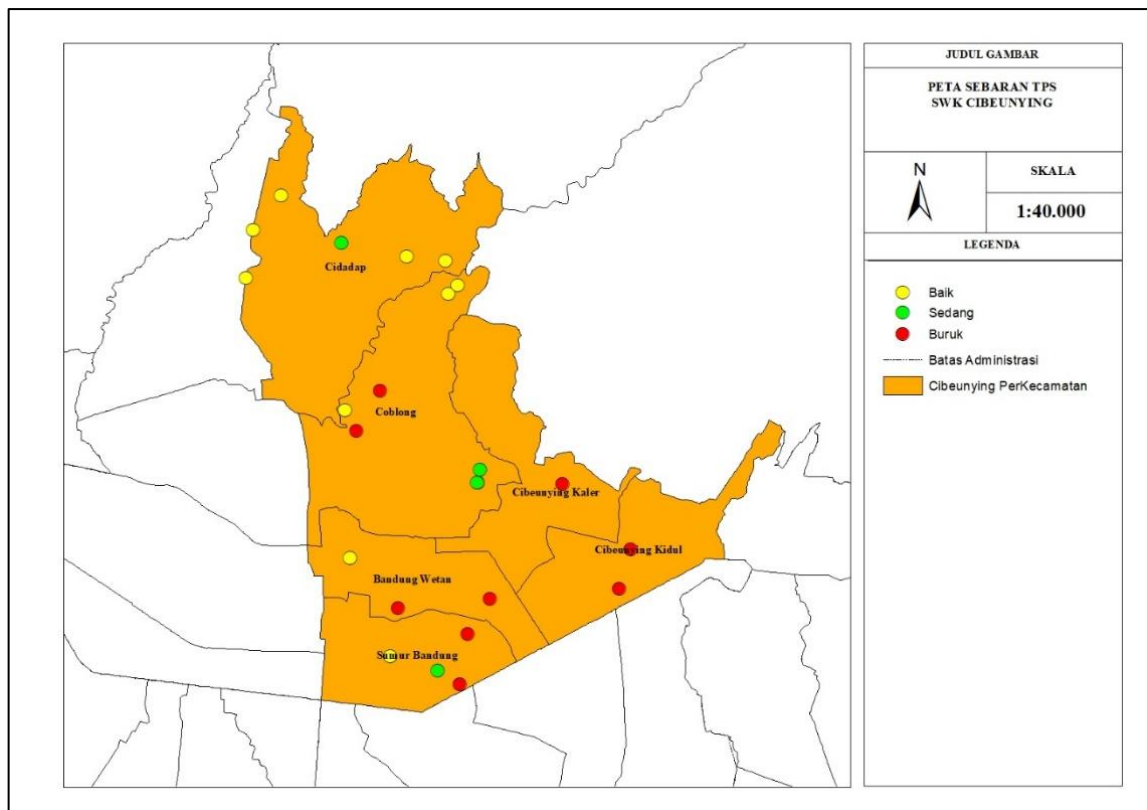 JUDUL GAMBAR
PETA SEBARAN TPS
SWK CIBEUNYING
N
SKALA
1:40.000
LEGENDA
Baik
Sedang
Buruk
Batas Administrasi
Cibeunying PerKecamatan
Cidadap
Coblong
Cibeunying Kaler
Cibeunying Kidul
Bandung Wetan
Sumur Bandung